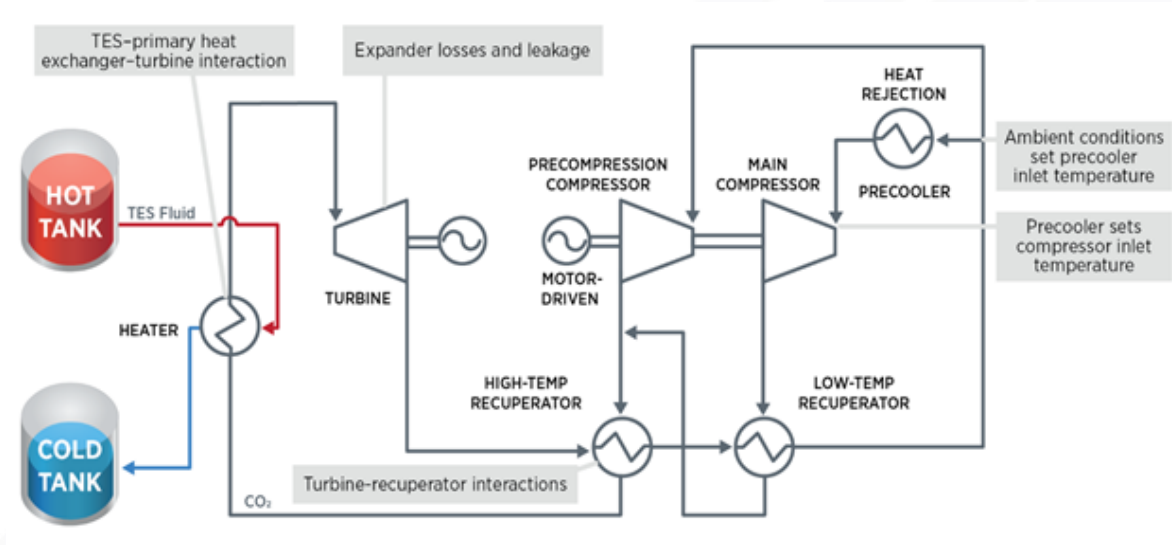 TES–primary heat
exchanger–turbine interaction
Expander losses and leakage
HEAT
REJECTION
Ambient conditions
set precooler
inlet temperature
PRECOMPRESSION
COMPRESSOR
MAIN
COMPRESSOR
PRECOOLER
HOT
TANK
TES Fluid
Precooler sets
compressor inlet
temperature
TURBINE
MOTOR-
DRIVEN
HEATER
HIGH-TEMP
RECUPERATOR
LOW-TEMP
RECUPERATOR
COLD
TANK
Turbine-recuperator interactions
CO₂